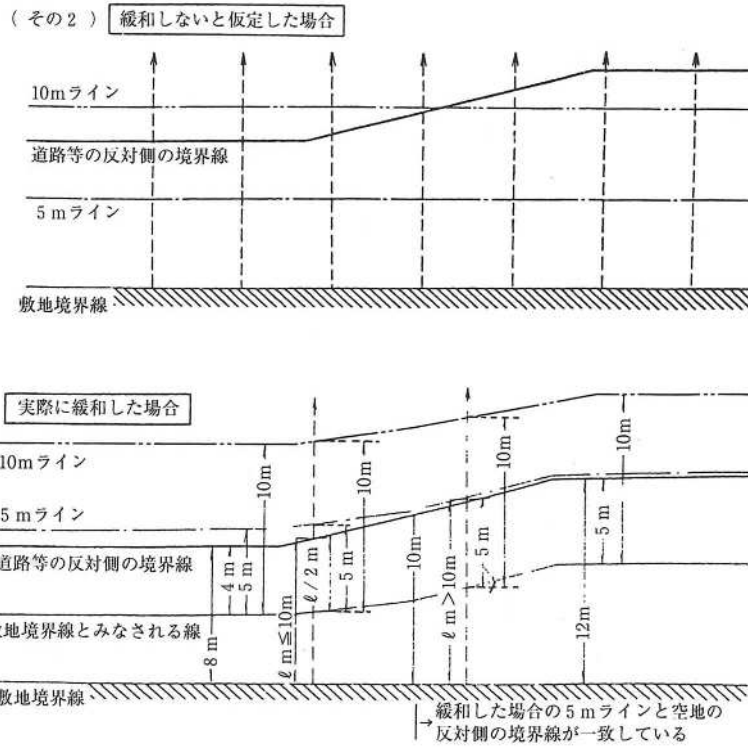 （その２） 緩和しないと仮定した場合
10mライン
道路等の反対側の境界線
5mライン
敷地境界線
実際に緩和した場合
10mライン
5mライン
道路等の反対側の境界線
地境界線とみなされる線
敷地境界線
8m
4m
5m
10m
ℓm≦10m
ℓ/2m
5m
10m
10m
ℓm>10m
5m
10m
12m
5m
10m
緩和した場合の5mラインと空地の
反対側の境界線が一致している